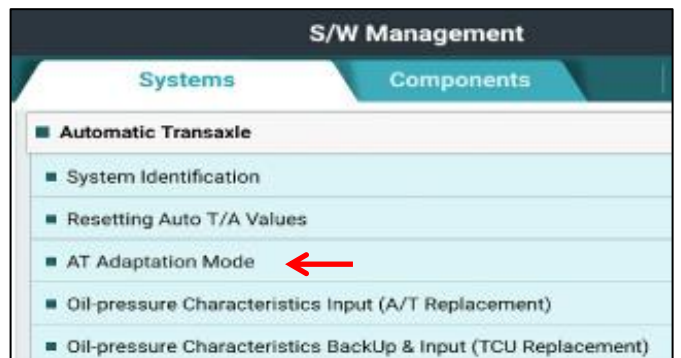 S/W Management
Systems
Components
Automatic Transaxle
System Identification
Resetting Auto T/A Values
AT Adaptation Mode
Oil-pressure Characteristics Input (A/T Replacement)
Oil-pressure Characteristics BackUp & Input (TCU Replacement)